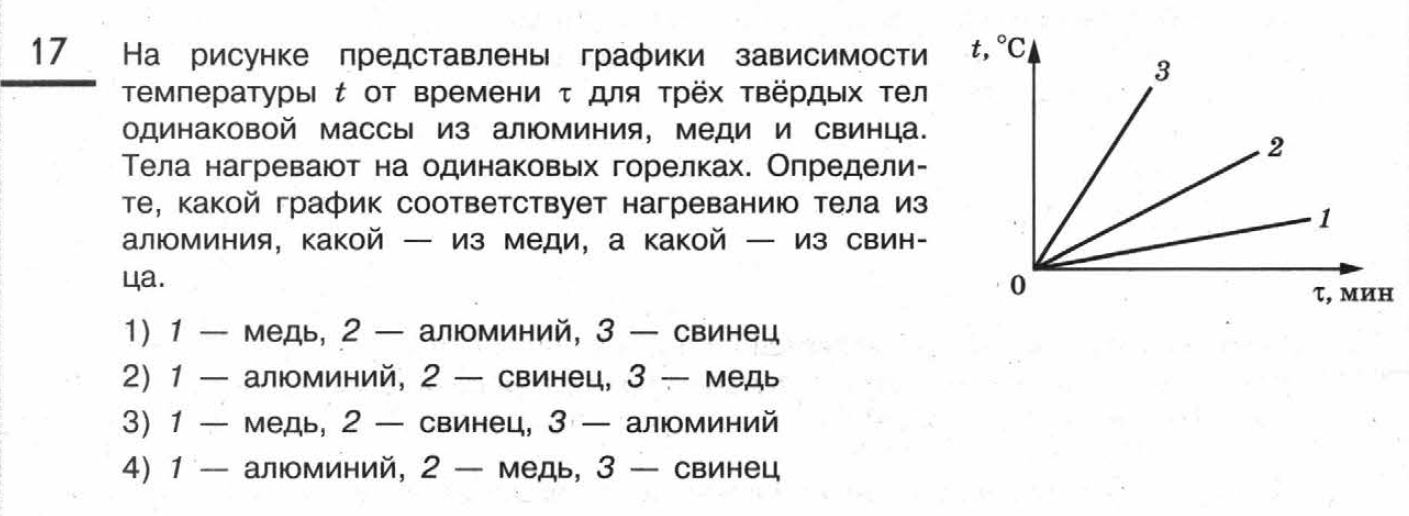 17
На рисунке представлены графики зависимости
температуры t от времени τ для трёх твёрдых тел
одинаковой массы из алюминия, меди и свинца.
Тела нагревают на одинаковых горелках. Определи-
те, какой график соответствует нагреванию тела из
алюминия, какой — из меди, а какой — из свин-
ца.
1) 1 — медь, 2 — алюминий, 3 — свинец
2) 1 — алюминий, 2 — свинец, 3 — медь
3) 1 — медь, 2 — свинец, 3 — алюминий
4) 1 — алюминий, 2 — медь, 3 — свинец
t, °C
3
2
1
0
τ, мин